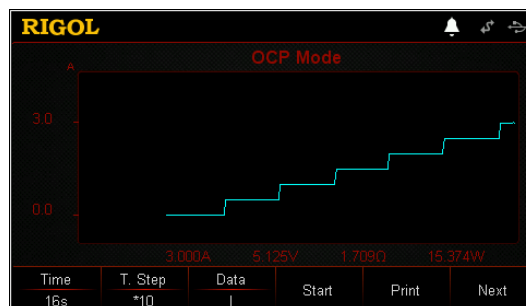 RIGOL
OCP Mode
A
3.0
0.0
3.000A 5.125V 1.709Ω 15.374W
Time T. Step Data Start Print Next
16s *10 I